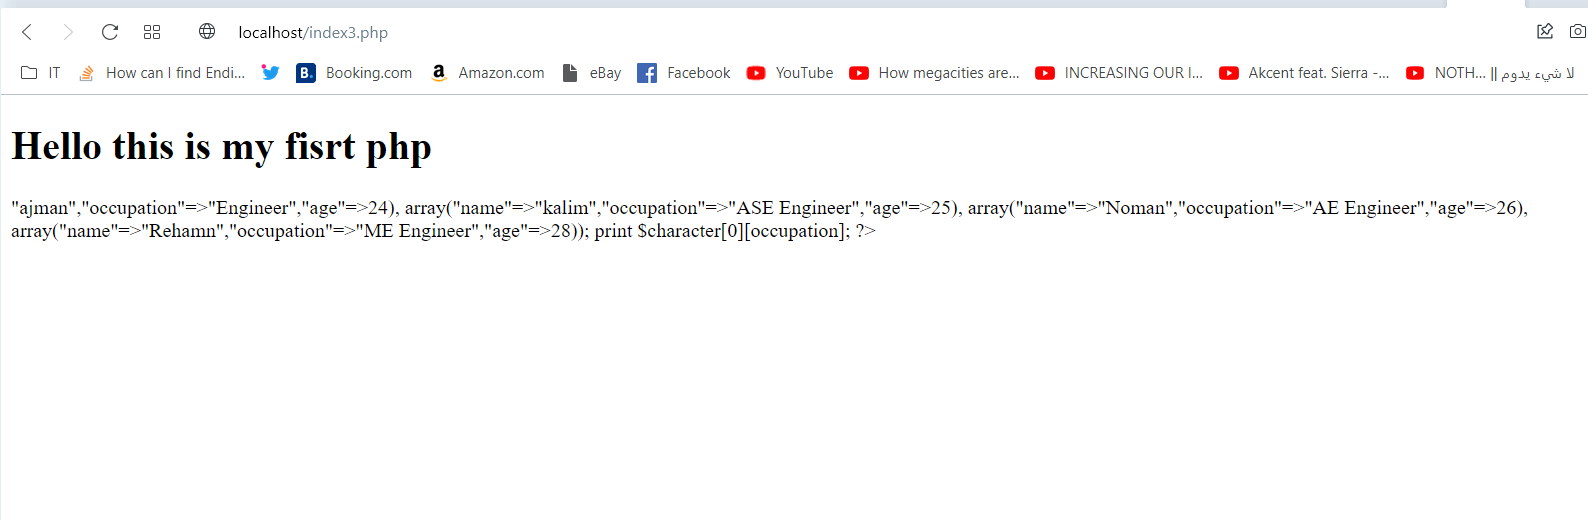 localhost/index3.php
IT How can I find Endi... Booking.com Amazon.com eBay Facebook YouTube How megacities are... INCREASING OUR I... Akcent feat. Sierra -... NOTH... || لا شيء يدوم
Hello this is my fisrt php
"ajman","occupation"=>"Engineer","age"=>24), array("name"=>"kalim","occupation"=>"ASE Engineer","age"=>25), array("name"=>"Noman","occupation"=>"AE Engineer","age"=>26),
array("name"=>"Rehamn","occupation"=>"ME Engineer","age"=>28)); print $character[0][occupation]; ?>